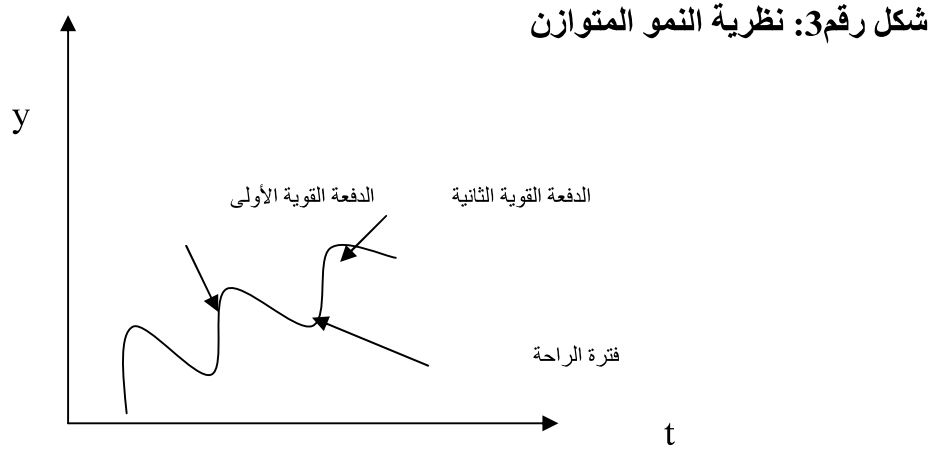 شكل رقم3: نظرية النمو المتوازن
y
الدفعة القوية الثانية
الدفعة القوية الأولى
فترة الراحة
t